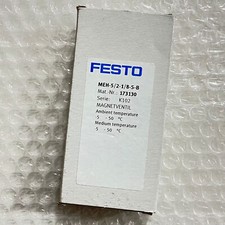 FESTO
MEH-5/2-1/8-S-B
Mat.-Nr. 173130
Serie: K102
MAGNETVENTIL
Ambient temperature
-5 - 50 °C
Medium temperature
-5 - 50 °C